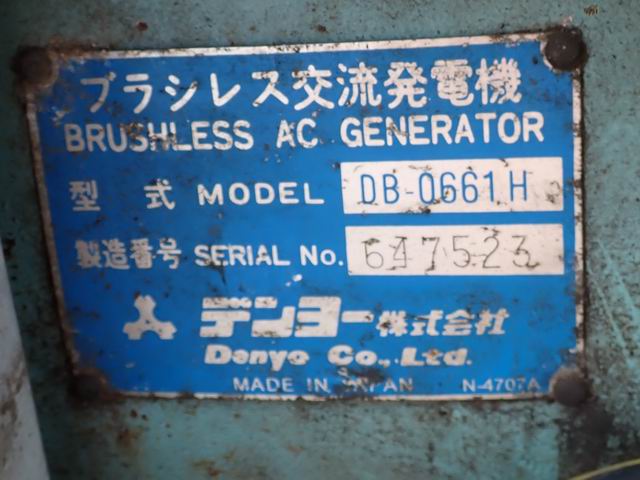 ブラシレス交流発電機
BRUSHLESS AC GENERATOR
型式 MODEL DB-0661H
製造番号 SERIAL No. 647523
デンヨー株式会社
Denyo Co., Ltd.
MADE IN JAPAN N-4707A